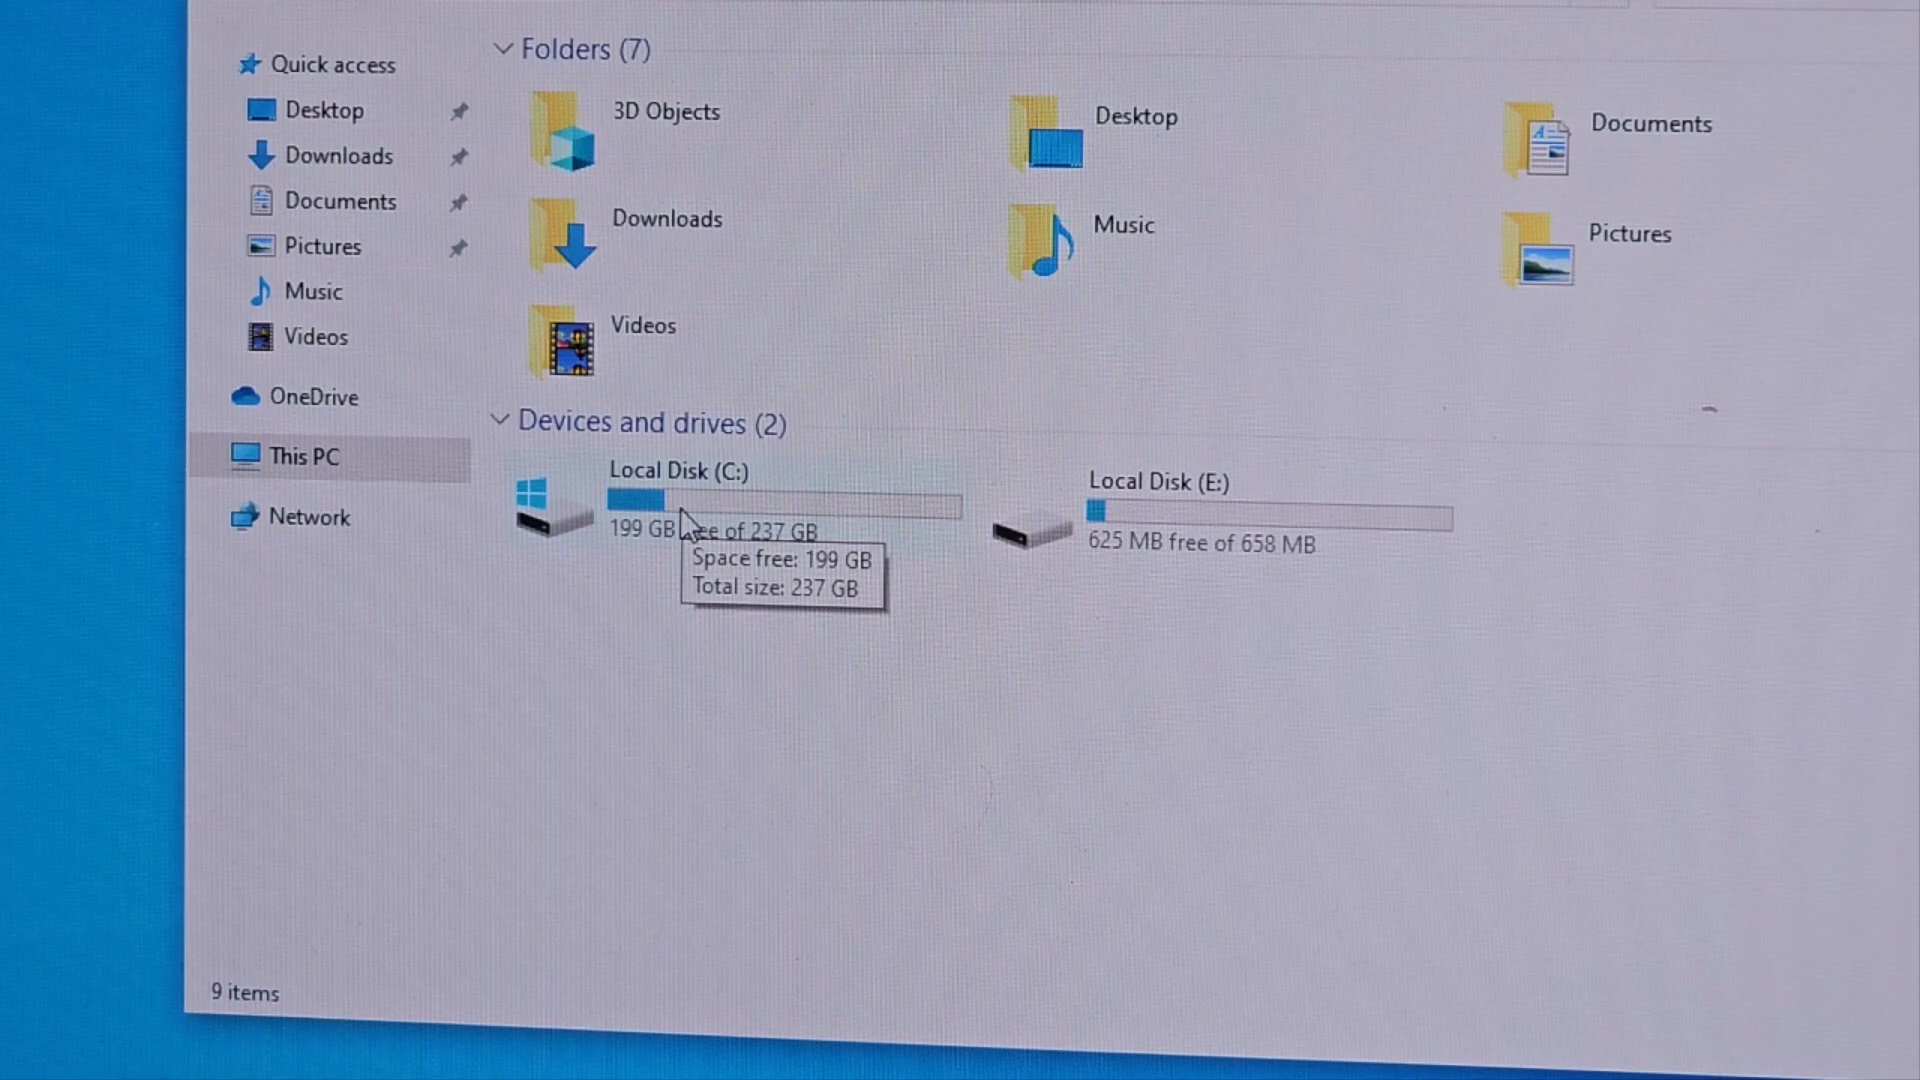 Quick access
Desktop
Downloads
Documents
Pictures
Music
Videos
OneDrive
This PC
Network
Folders (7)
3D Objects
Desktop
Documents
Downloads
Music
Pictures
Videos
Devices and drives (2)
Local Disk (C:)
199 GB free of 237 GB
Space free: 199 GB
Total size: 237 GB
Local Disk (E:)
625 MB free of 658 MB
9 items